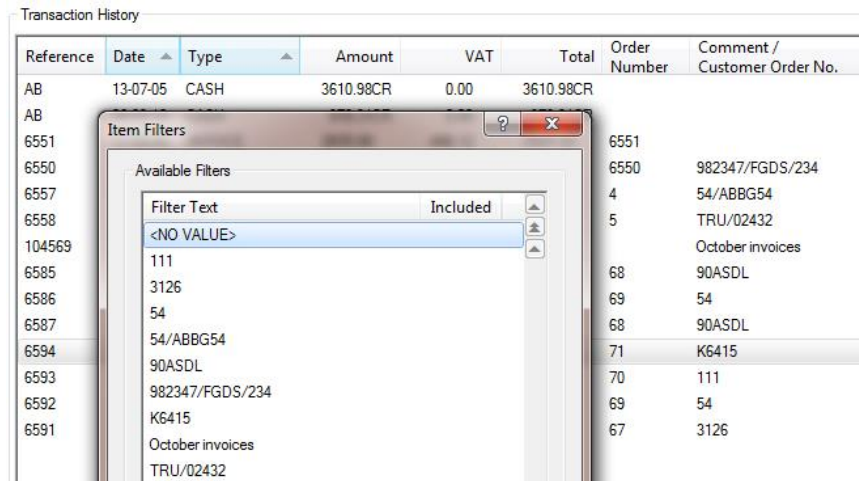 Transaction History
Reference Date Type Amount VAT Total Order Number Comment / Customer Order No.
AB 13-07-05 CASH 3610.98CR 0.00 3610.98CR
AB
Item Filters ?
6551 6551
Available Filters
6550 6550 982347/FGDS/234
6557 4 54/ABBG54
Filter Text Included
6558 5 TRU/02432
<NO VALUE>
104569 October invoices
111
6585 68 90ASDL
3126
6586 69 54
54
6587 68 90ASDL
54/ABBG54
6594 71 K6415
90ASDL
6593 70 111
982347/FGDS/234
6592 69 54
K6415
6591 67 3126
October invoices
TRU/02432